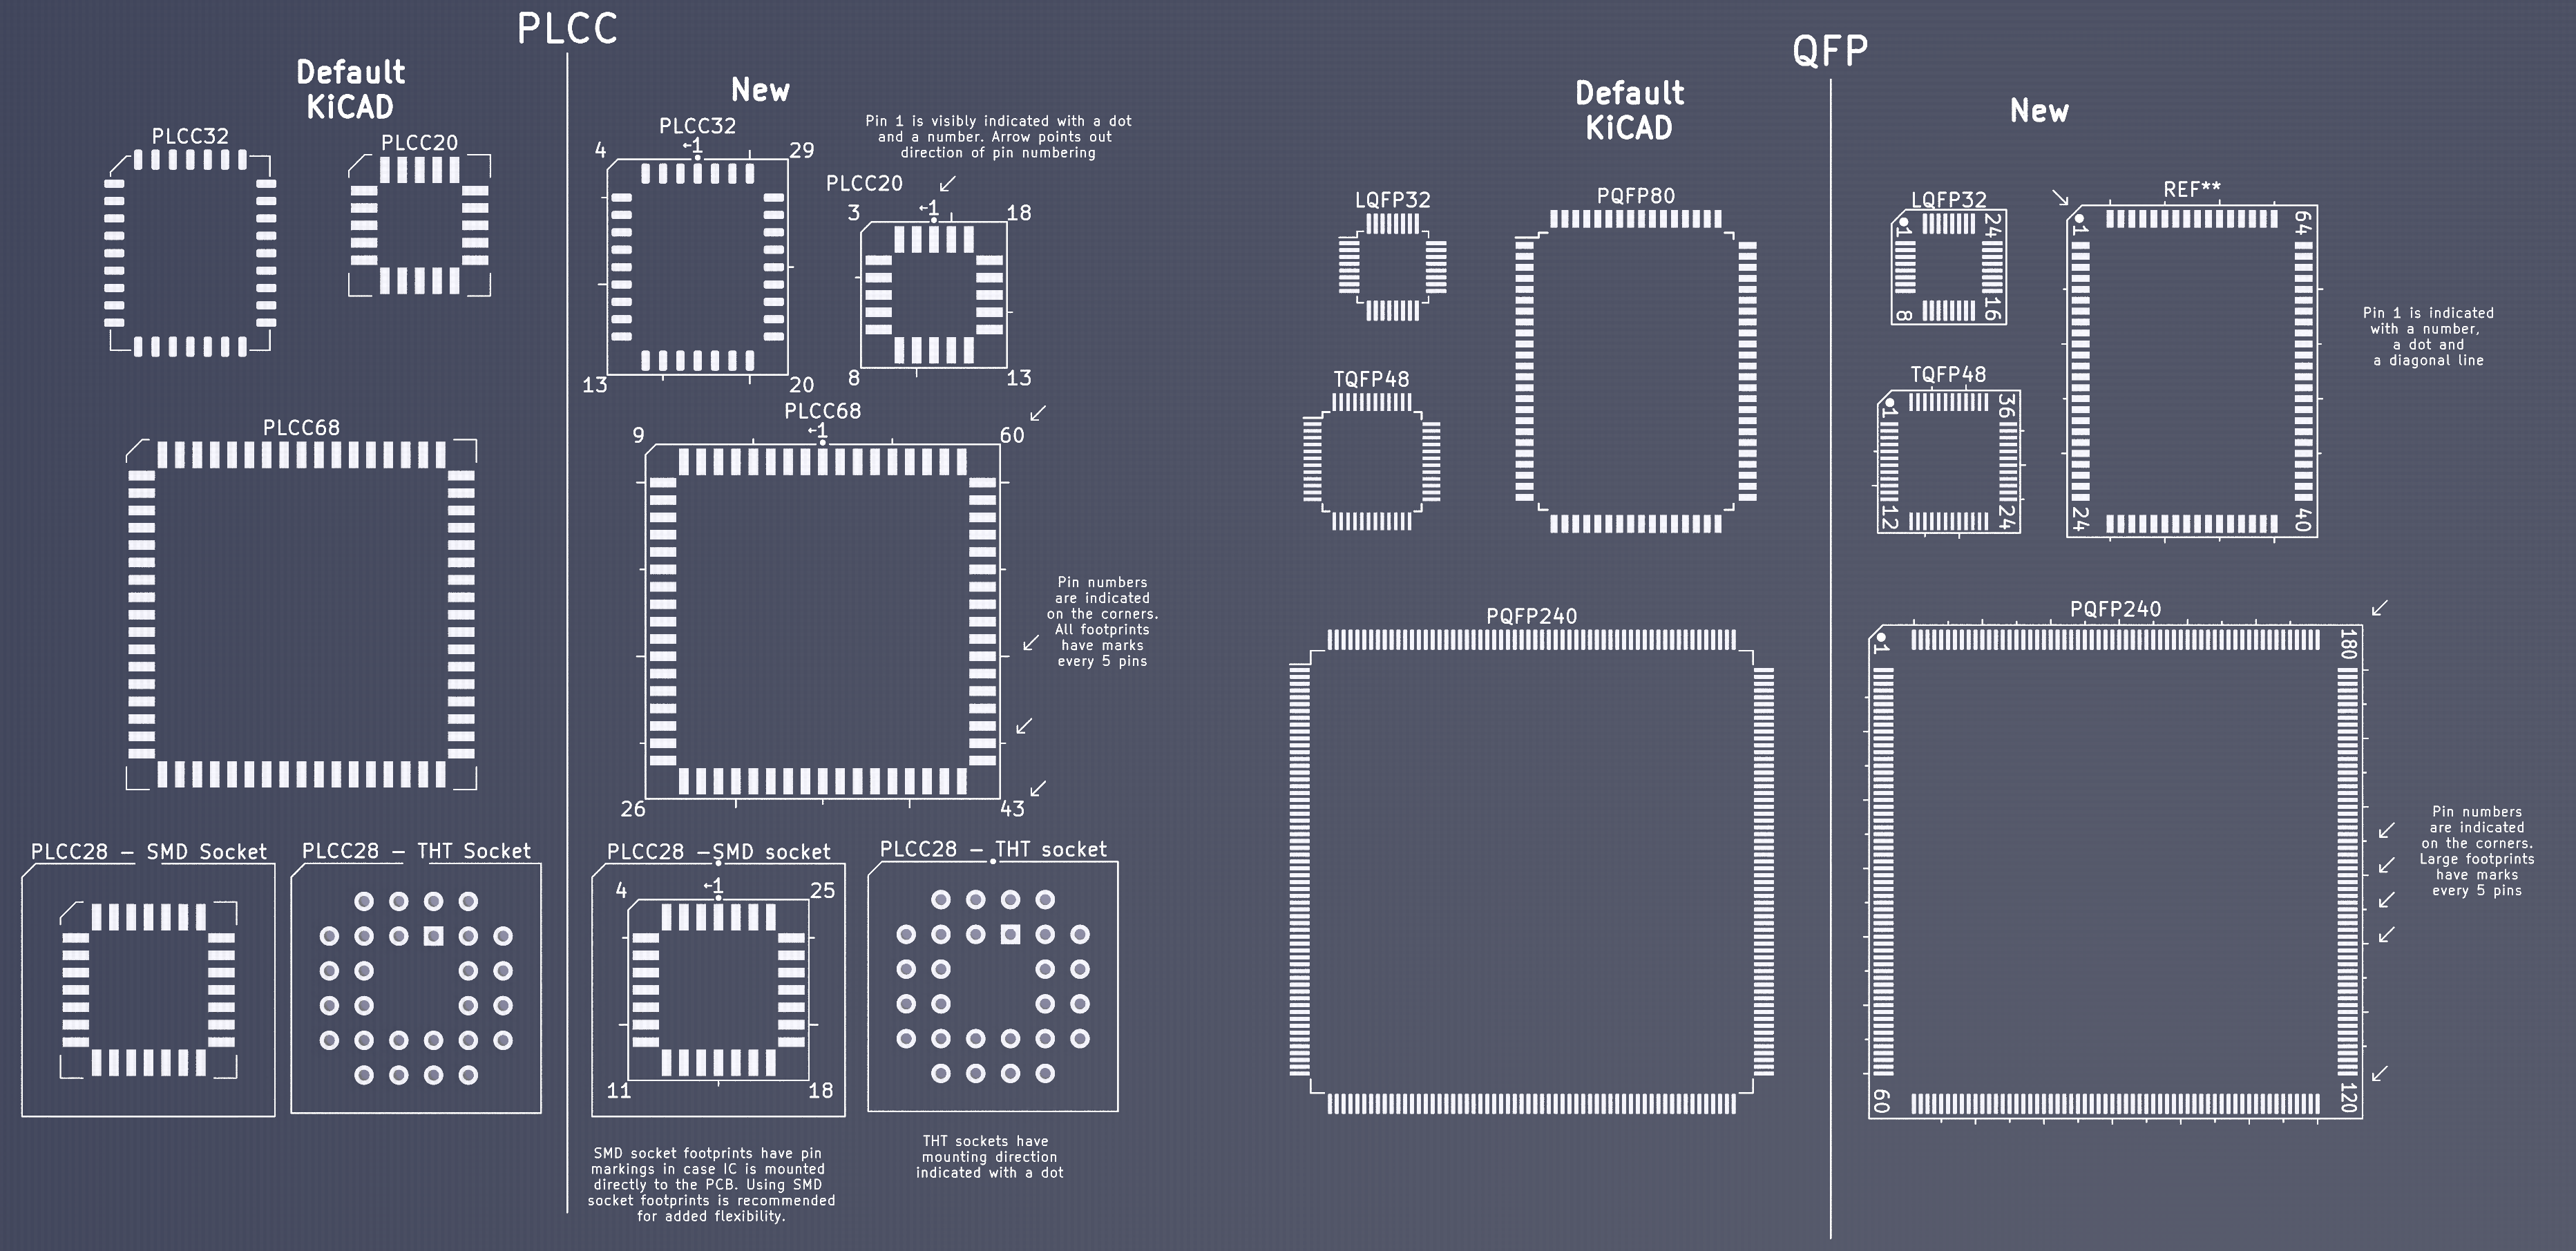 PLCC
Default
KiCAD
PLCC32
PLCC20
PLCC68
PLCC28 – SMD Socket
PLCC28 – THT Socket
New
PLCC32
4
←1
29
13
20
Pin 1 is visibly indicated with a dot
and a number. Arrow points out
direction of pin numbering
PLCC20
3
←1
18
8
13
PLCC68
9
←1
60
26
43
Pin numbers
are indicated
on the corners.
All footprints
have marks
every 5 pins
PLCC28 –SMD socket
4
←1
25
11
18
PLCC28 – THT socket
SMD socket footprints have pin
markings in case IC is mounted
directly to the PCB. Using SMD
socket footprints is recommended
for added flexibility.
THT sockets have
mounting direction
indicated with a dot
QFP
Default
KiCAD
LQFP32
PQFP80
TQFP48
PQFP240
New
LQFP32
1
24
8
16
REF**
1
64
24
40
Pin 1 is indicated
with a number,
a dot and
a diagonal line
TQFP48
1
36
12
24
PQFP240
1
180
60
120
Pin numbers
are indicated
on the corners.
Large footprints
have marks
every 5 pins